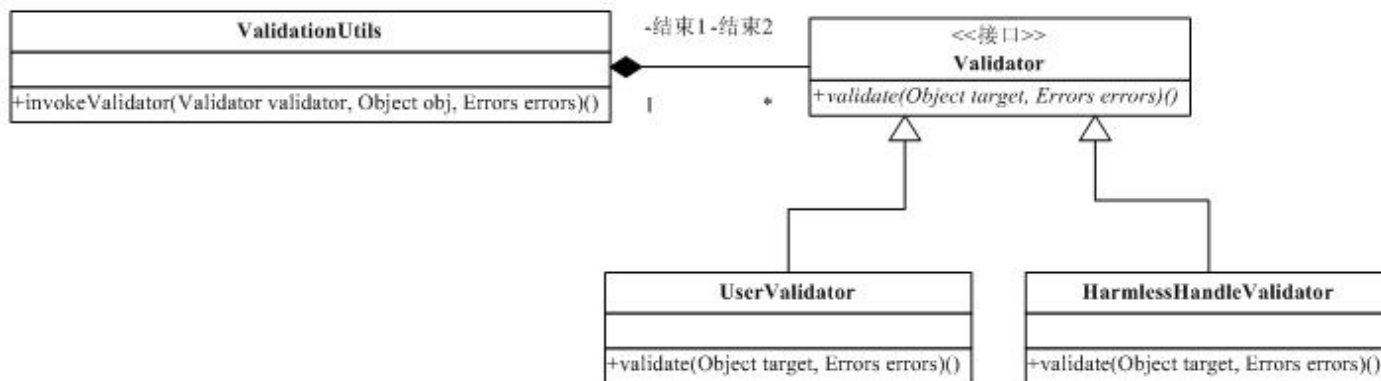 ValidationUtils
+invokeValidator(Validator validator, Object obj, Errors errors)()
-结束1-结束2
1
*
<<接口>>
Validator
+validate(Object target, Errors errors)()
UserValidator
+validate(Object target, Errors errors)()
HarmlessHandleValidator
+validate(Object target, Errors errors)()